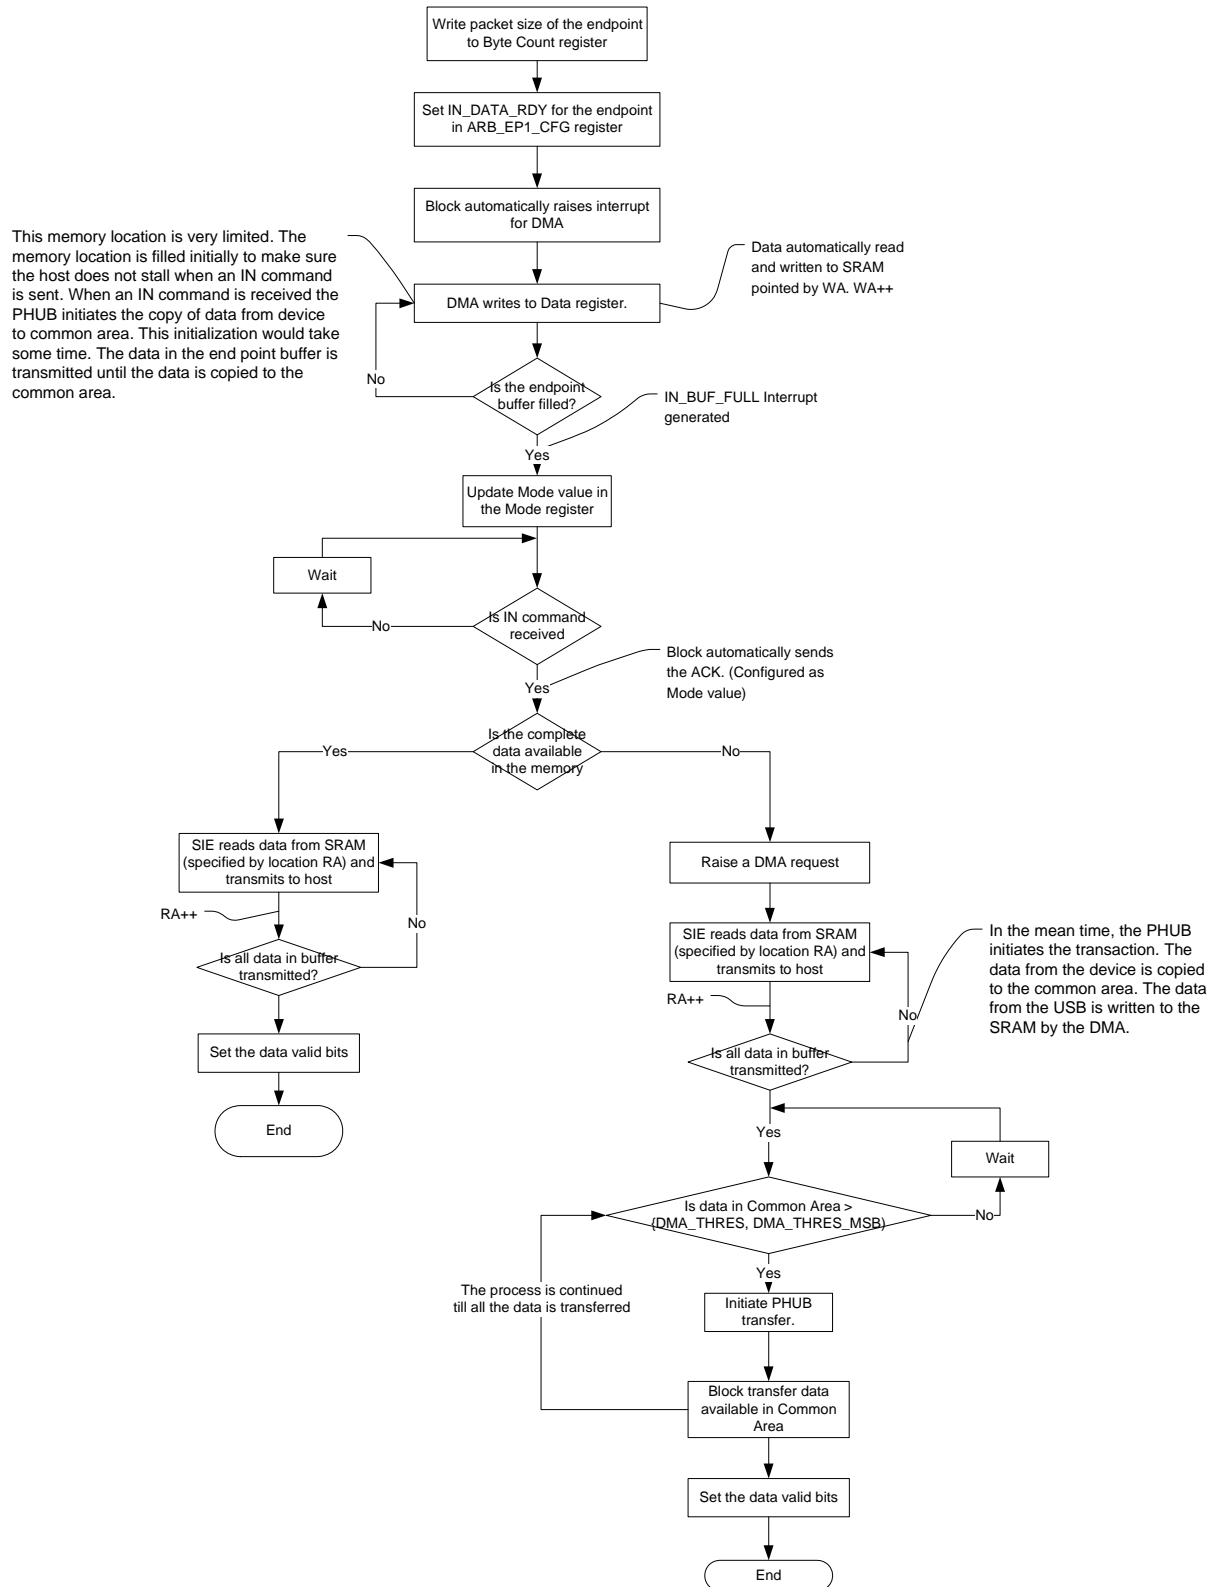 Write packet size of the endpoint
to Byte Count register
Set IN_DATA_RDY for the endpoint
in ARB_EP1_CFG register
Block automatically raises interrupt
for DMA
This memory location is very limited. The
memory location is filled initially to make sure
the host does not stall when an IN command
is sent. When an IN command is received the
PHUB initiates the copy of data from device
to common area. This initialization would take
some time. The data in the end point buffer is
transmitted until the data is copied to the
common area.
Data automatically read
and written to SRAM
pointed by WA. WA++
DMA writes to Data register.
No
Is the endpoint
buffer filled?
IN_BUF_FULL Interrupt
generated
Yes
Update Mode value in
the Mode register
Wait
Is IN command
received
No
Block automatically sends
the ACK. (Configured as
Mode value)
Yes
Is the complete
data available
in the memory
Yes
No
SIE reads data from SRAM
(specified by location RA) and
transmits to host
RA++
No
Is all data in buffer
transmitted?
Set the data valid bits
End
Raise a DMA request
SIE reads data from SRAM
(specified by location RA) and
transmits to host
In the mean time, the PHUB
initiates the transaction. The
data from the device is copied
to the common area. The data
from the USB is written to the
SRAM by the DMA.
RA++
No
Is all data in buffer
transmitted?
Yes
Wait
Is data in Common Area >
(DMA_THRES, DMA_THRES_MSB)
No
Yes
The process is continued
till all the data is transferred
Initiate PHUB
transfer.
Block transfer data
available in Common
Area
Set the data valid bits
End